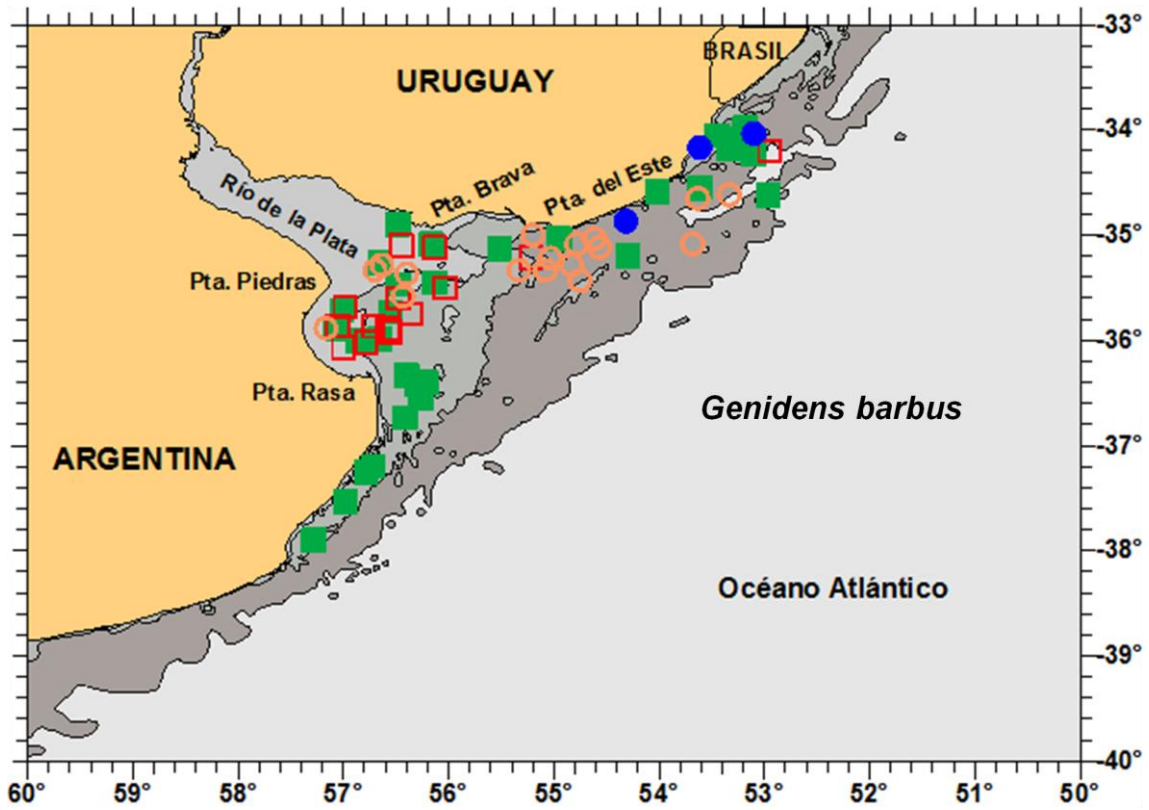 -33°
BRASIL
URUGUAY
-34°
Río de la Plata
Pta. Brava
Pta. del Este
-35°
Pta. Piedras
-36°
Pta. Rasa
Genidens barbus
-37°
ARGENTINA
-38°
Océano Atlántico
-39°
-40°
60° 59° 58° 57° 56° 55° 54° 53° 52° 51° 50°